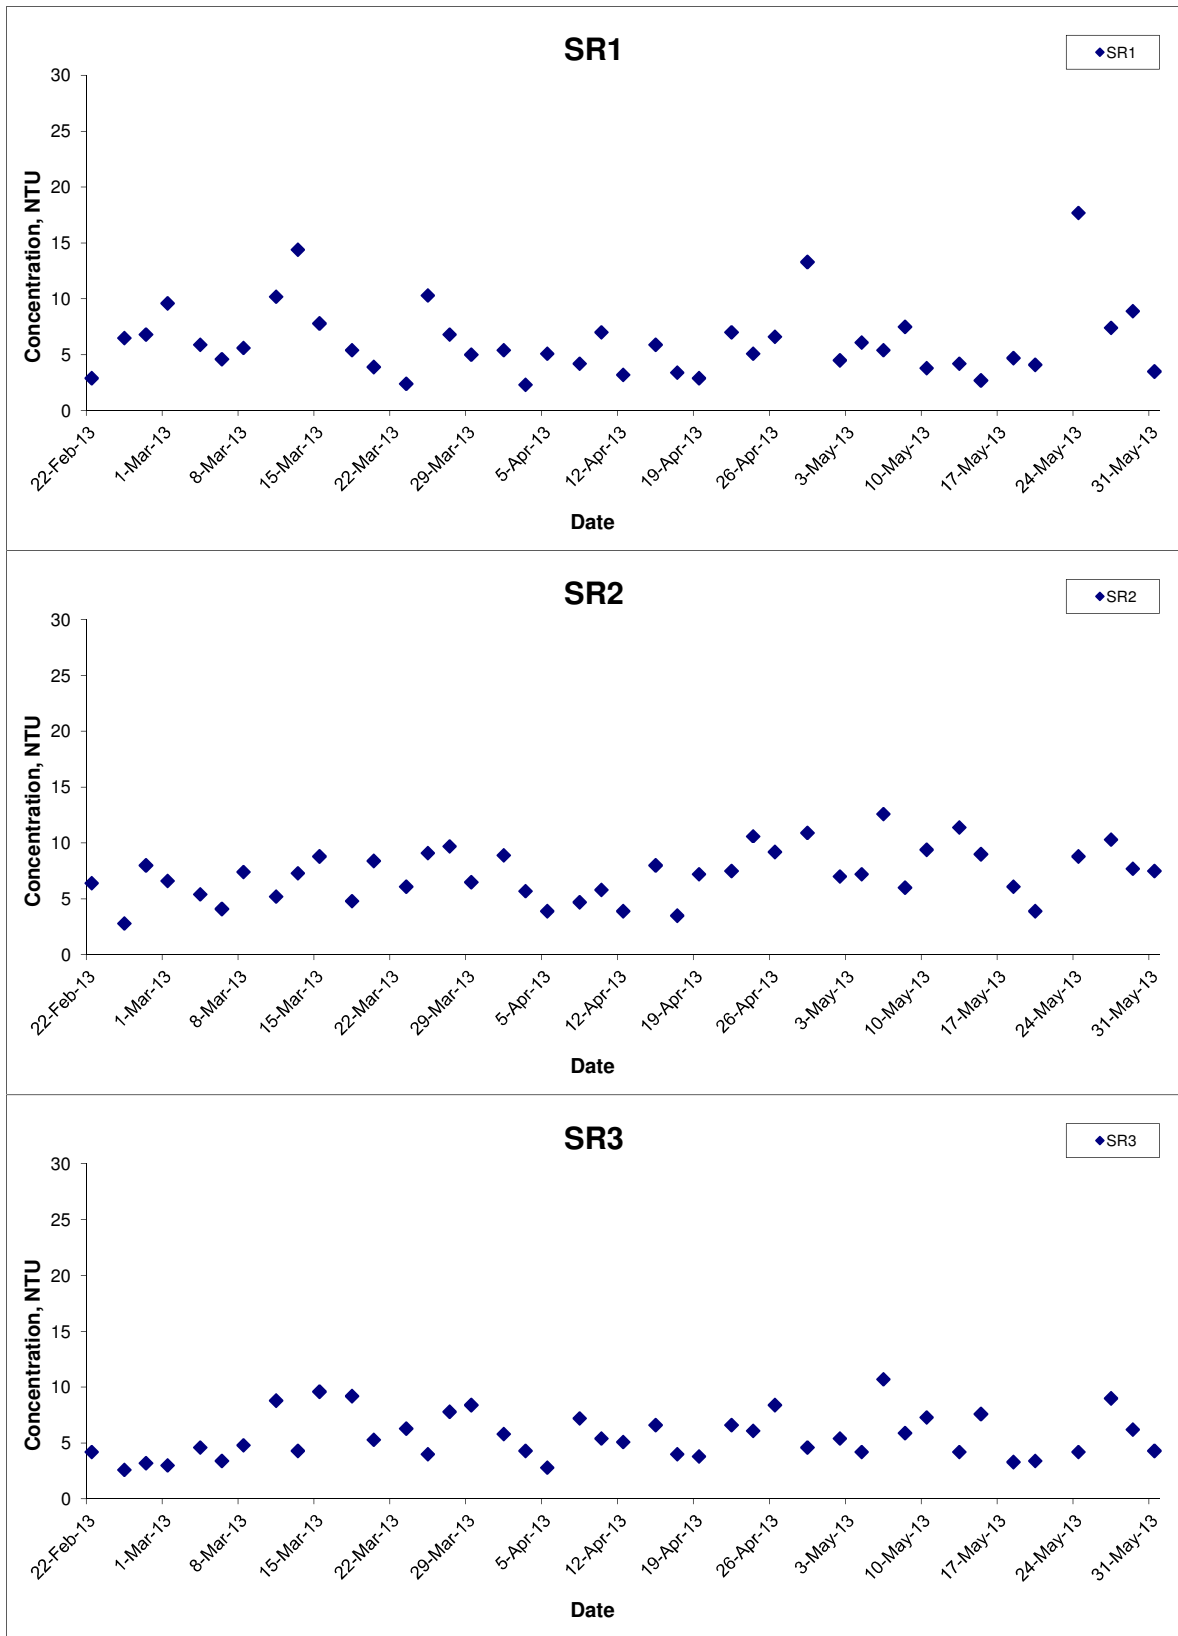 SR1
SR1
Concentration, NTU
30
25
20
15
10
5
0
22-Feb-13
1-Mar-13
8-Mar-13
15-Mar-13
22-Mar-13
29-Mar-13
5-Apr-13
12-Apr-13
19-Apr-13
26-Apr-13
3-May-13
10-May-13
17-May-13
24-May-13
31-May-13
Date
SR2
SR2
Concentration, NTU
30
25
20
15
10
5
0
22-Feb-13
1-Mar-13
8-Mar-13
15-Mar-13
22-Mar-13
29-Mar-13
5-Apr-13
12-Apr-13
19-Apr-13
26-Apr-13
3-May-13
10-May-13
17-May-13
24-May-13
31-May-13
Date
SR3
SR3
Concentration, NTU
30
25
20
15
10
5
0
22-Feb-13
1-Mar-13
8-Mar-13
15-Mar-13
22-Mar-13
29-Mar-13
5-Apr-13
12-Apr-13
19-Apr-13
26-Apr-13
3-May-13
10-May-13
17-May-13
24-May-13
31-May-13
Date